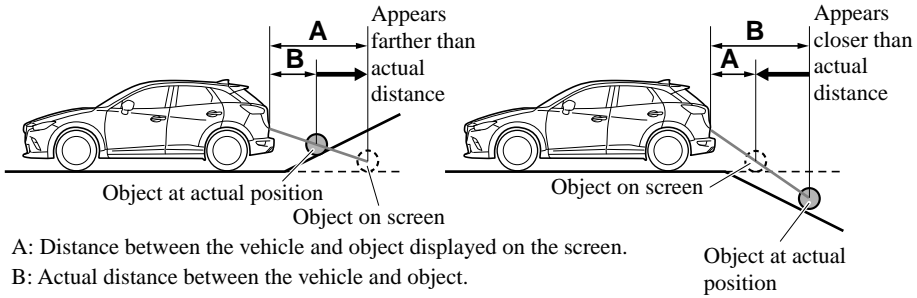 A
B
Appears
farther than
actual
distance
Object at actual position
Object on screen
B
A
Appears
closer than
actual
distance
Object on screen
Object at actual
position
A: Distance between the vehicle and object displayed on the screen.
B: Actual distance between the vehicle and object.